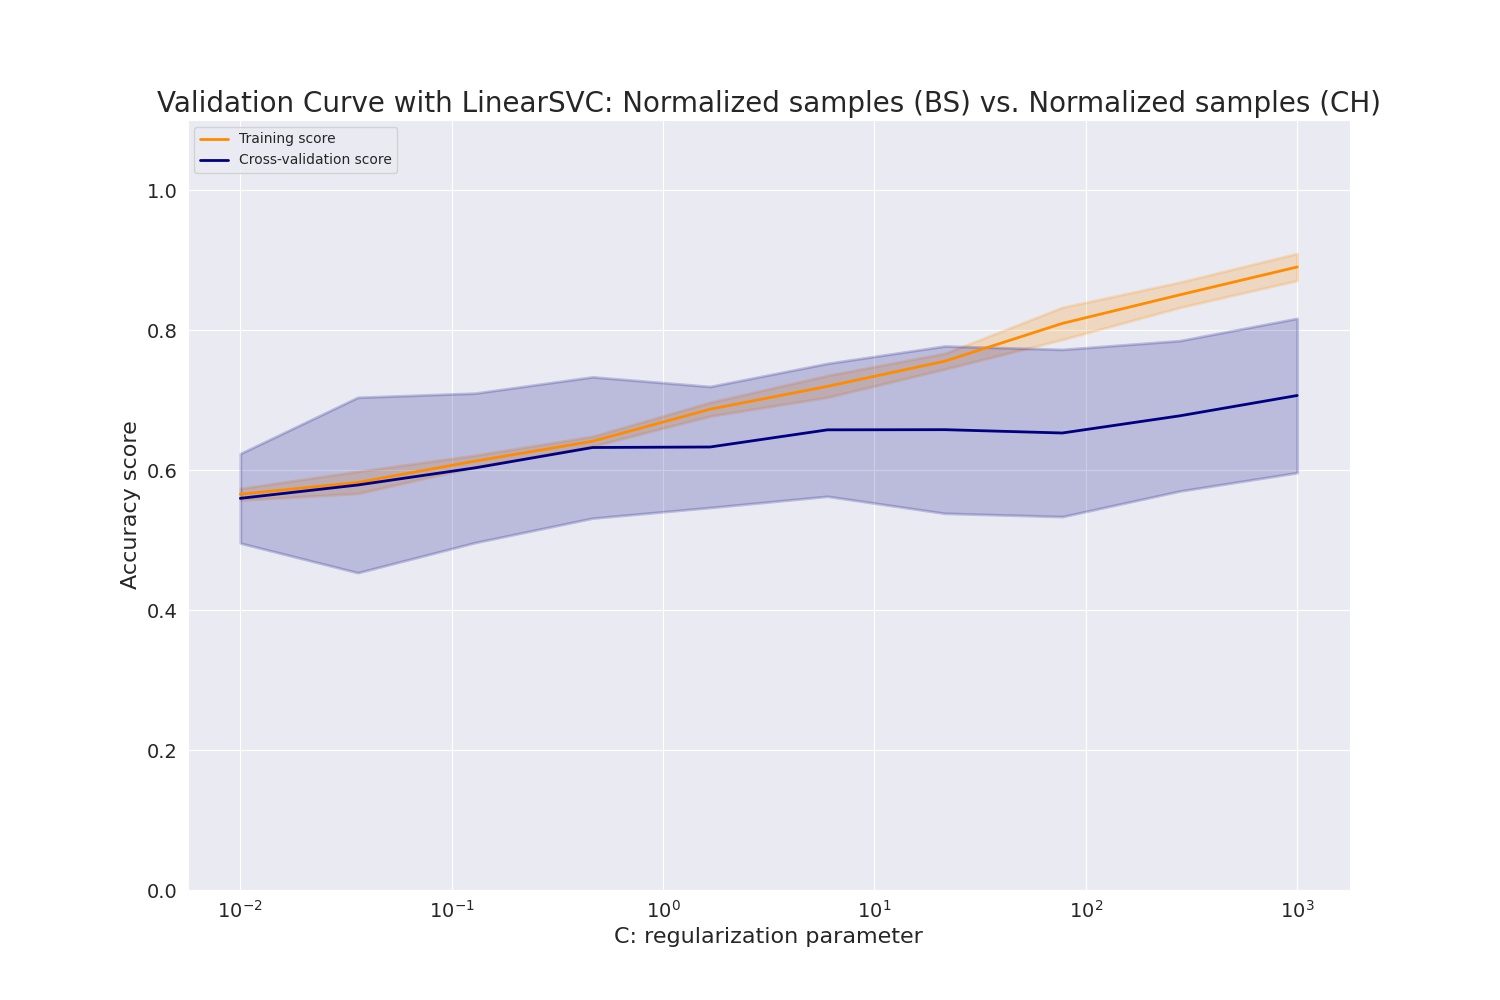 Validation Curve with LinearSVC: Normalized samples (BS) vs. Normalized samples (CH)
Training score
Cross-validation score
1.0
0.8
0.6
0.4
0.2
0.0
Accuracy score
10⁻² 10⁻¹ 10⁰ 10¹ 10² 10³
C: regularization parameter